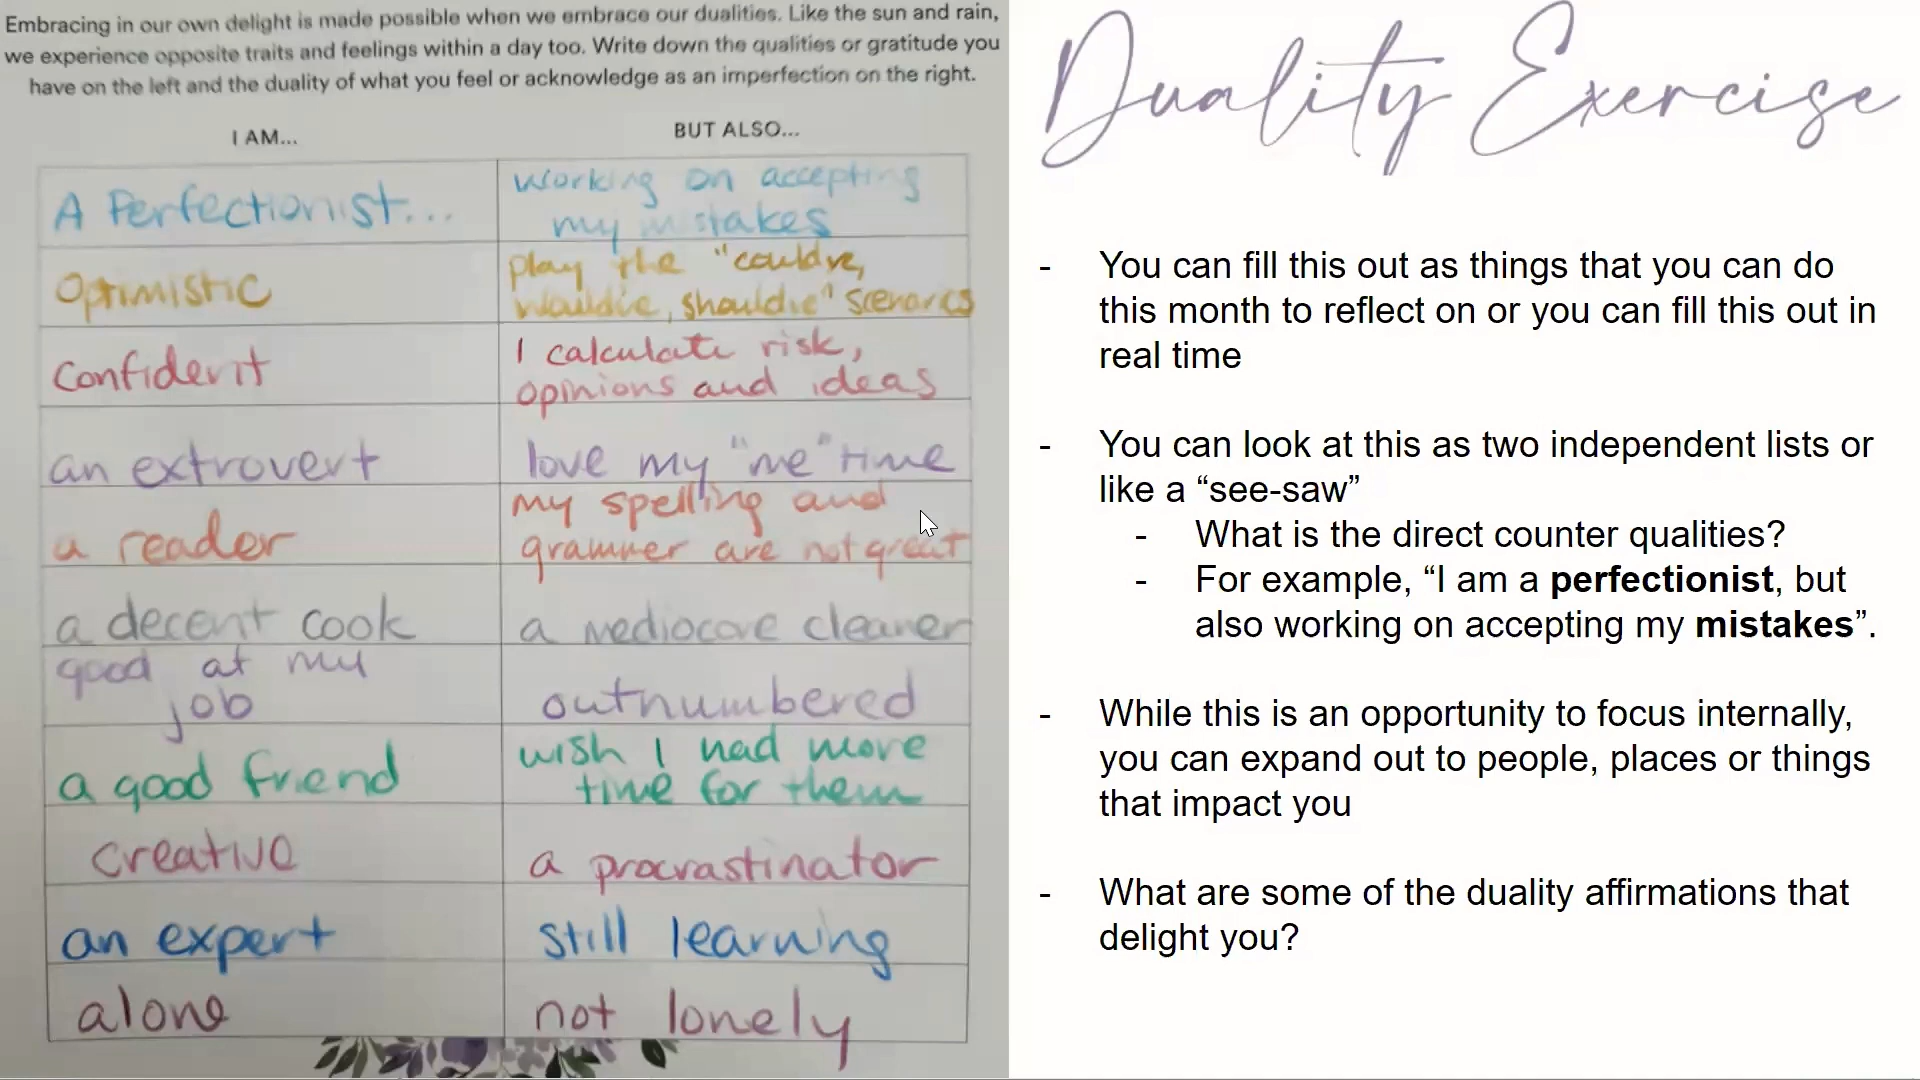 Embracing in our own delight is made possible when we embrace our dualities. Like the sun and rain,
we experience opposite traits and feelings within a day too. Write down the qualities or gratitude you
have on the left and the duality of what you feel or acknowledge as an imperfection on the right.
I AM...
BUT ALSO...
A Perfectionist...
working on accepting
my mistakes
Optimistic
play the "couldve,
wouldve, shouldve" scenarios
Confident
I calculate risk,
opinions and ideas
an extrovert
love my "me" time
a reader
my spelling and
grammer are not great
a decent cook
a mediocore cleaner
good at my
job
outnumbered
a good friend
wish I had more
time for them
creative
a procrastinator
an expert
still learning
alone
not lonely
Duality Exercise
- You can fill this out as things that you can do
this month to reflect on or you can fill this out in
real time
- You can look at this as two independent lists or
like a “see-saw”
- What is the direct counter qualities?
- For example, “I am a perfectionist, but
also working on accepting my mistakes”.
- While this is an opportunity to focus internally,
you can expand out to people, places or things
that impact you
- What are some of the duality affirmations that
delight you?